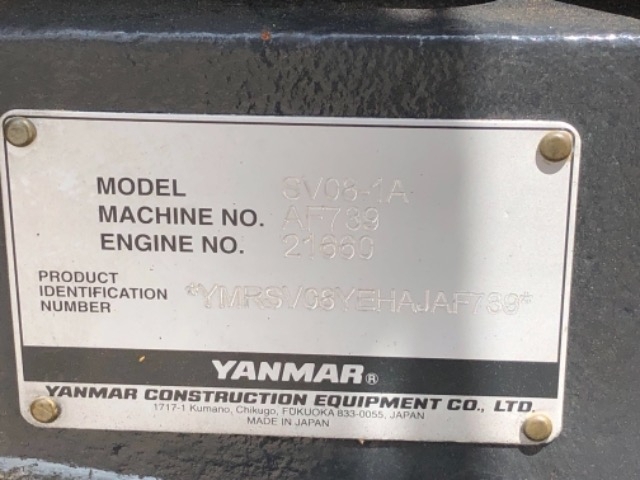 MODEL SV08-1A
MACHINE NO. AF739
ENGINE NO. 21660
PRODUCT
IDENTIFICATION *YMRSV08YEHAJAF739*
NUMBER
YANMAR®
YANMAR CONSTRUCTION EQUIPMENT CO., LTD.
1717-1 Kumano, Chikugo, FUKUOKA 833-0055, JAPAN
MADE IN JAPAN